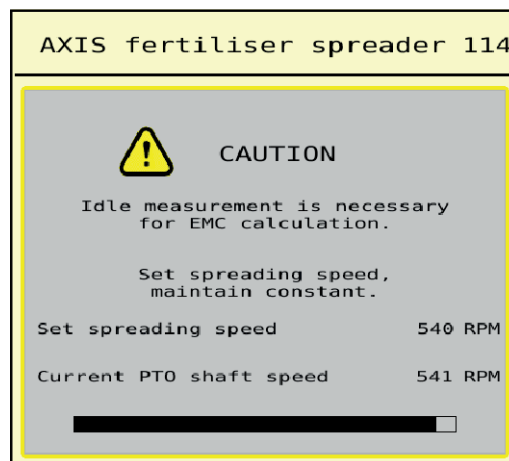 AXIS fertiliser spreader 114
CAUTION
Idle measurement is necessary
for EMC calculation.
Set spreading speed,
maintain constant.
Set spreading speed 540 RPM
Current PTO shaft speed 541 RPM